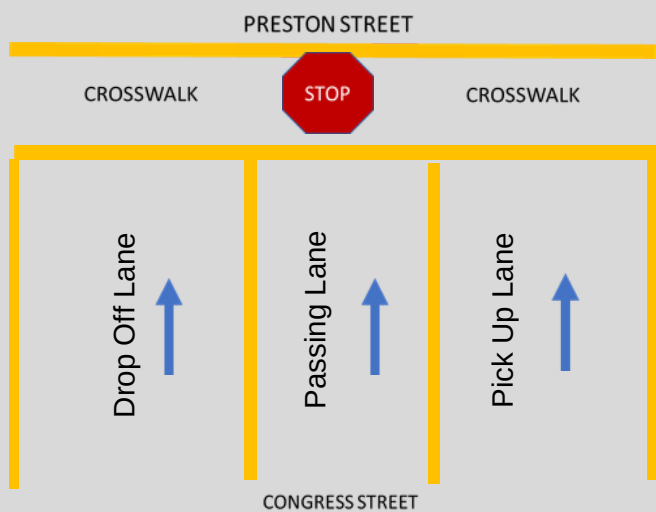 PRESTON STREET
CROSSWALK
STOP
CROSSWALK
Drop Off Lane
Passing Lane
Pick Up Lane
CONGRESS STREET